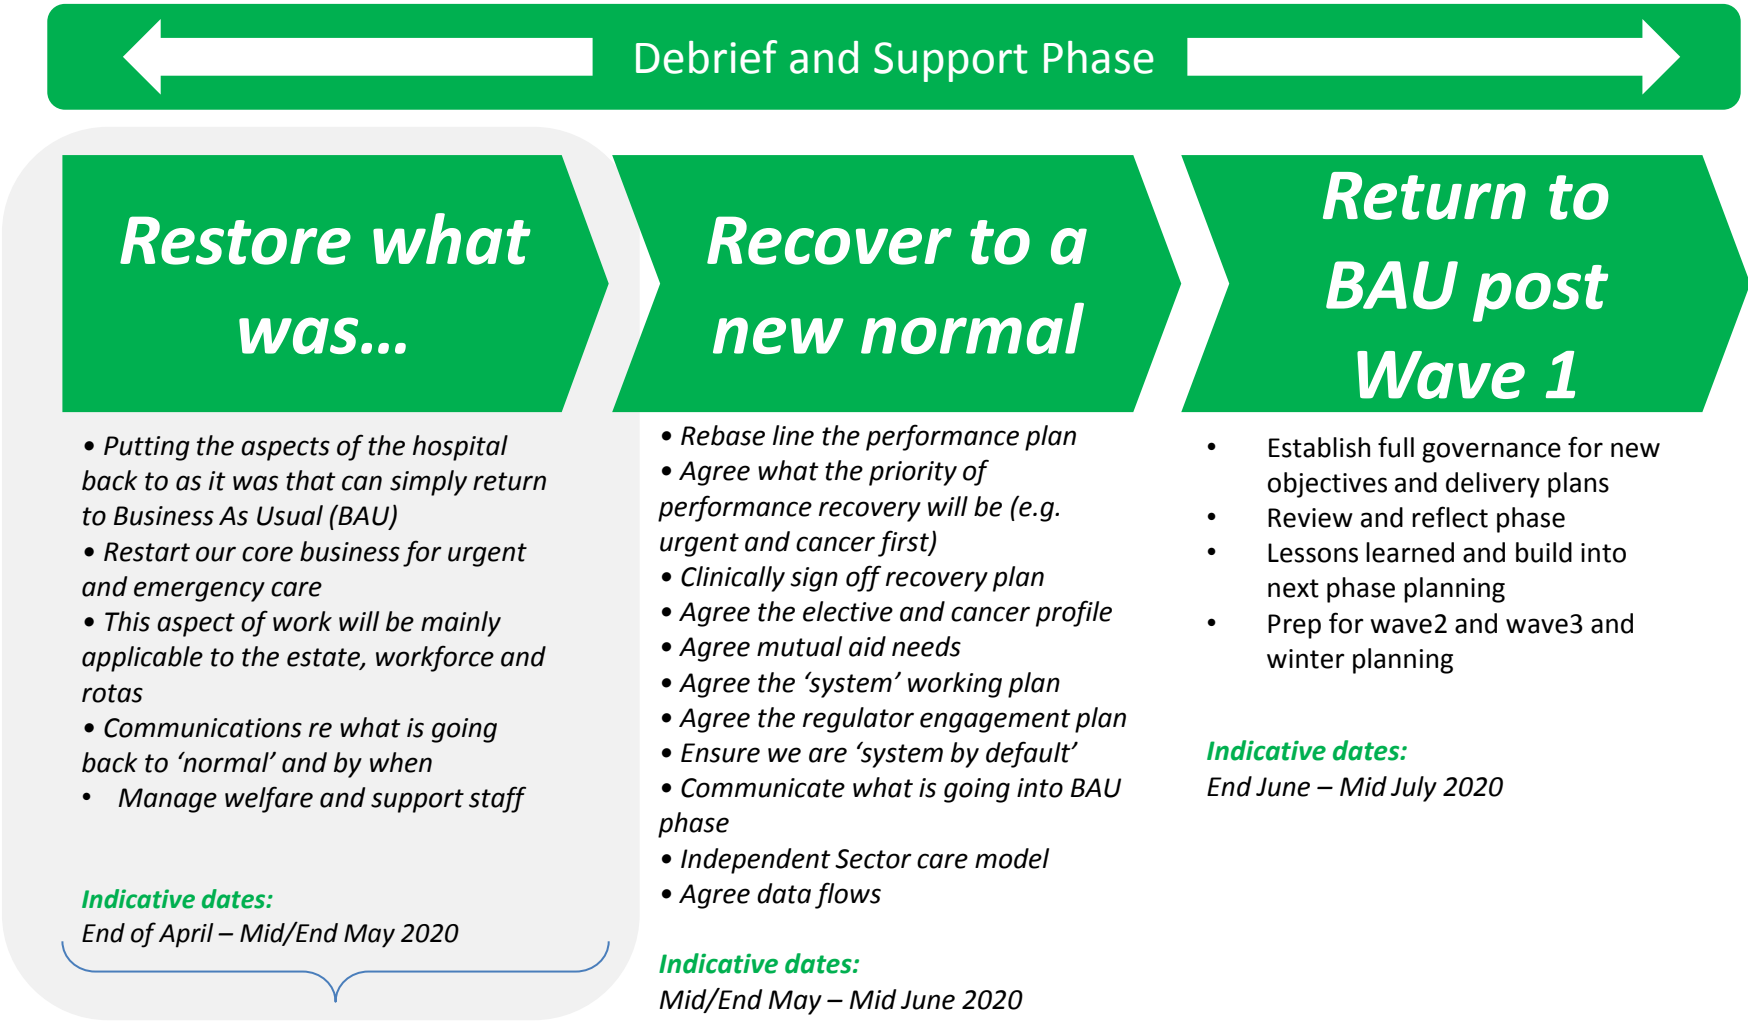 Debrief and Support Phase
Restore what
was...
• Putting the aspects of the hospital
back to as it was that can simply return
to Business As Usual (BAU)
• Restart our core business for urgent
and emergency care
• This aspect of work will be mainly
applicable to the estate, workforce and
rotas
• Communications re what is going
back to ‘normal’ and by when
• Manage welfare and support staff
Indicative dates:
End of April – Mid/End May 2020
Recover to a
new normal
• Rebase line the performance plan
• Agree what the priority of
performance recovery will be (e.g.
urgent and cancer first)
• Clinically sign off recovery plan
• Agree the elective and cancer profile
• Agree mutual aid needs
• Agree the ‘system’ working plan
• Agree the regulator engagement plan
• Ensure we are ‘system by default’
• Communicate what is going into BAU
phase
• Independent Sector care model
• Agree data flows
Indicative dates:
Mid/End May – Mid June 2020
Return to
BAU post
Wave 1
• Establish full governance for new
objectives and delivery plans
• Review and reflect phase
• Lessons learned and build into
next phase planning
• Prep for wave2 and wave3 and
winter planning
Indicative dates:
End June – Mid July 2020